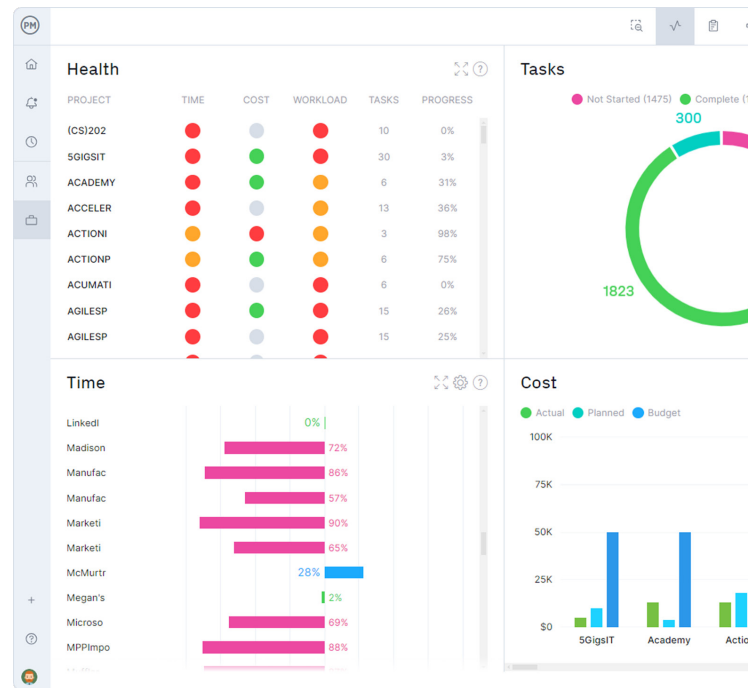 PM
Health
PROJECT TIME COST WORKLOAD TASKS PROGRESS
(CS)202 10 0%
5GIGSIT 30 3%
ACADEMY 6 31%
ACCELER 13 36%
ACTIONI 3 98%
ACTIONP 6 75%
ACUMATI 6 0%
AGILESP 15 26%
AGILESP 15 25%
Tasks
Not Started (1475) Complete (1
300
1823
Time
LinkedI 0%
Madison 72%
Manufac 86%
Manufac 57%
Marketi 90%
Marketi 65%
McMurtr 28%
Megan's 2%
Microso 69%
MPPImpo 88%
Cost
Actual Planned Budget
100K
75K
50K
25K
$0
5GigsIT Academy Actio